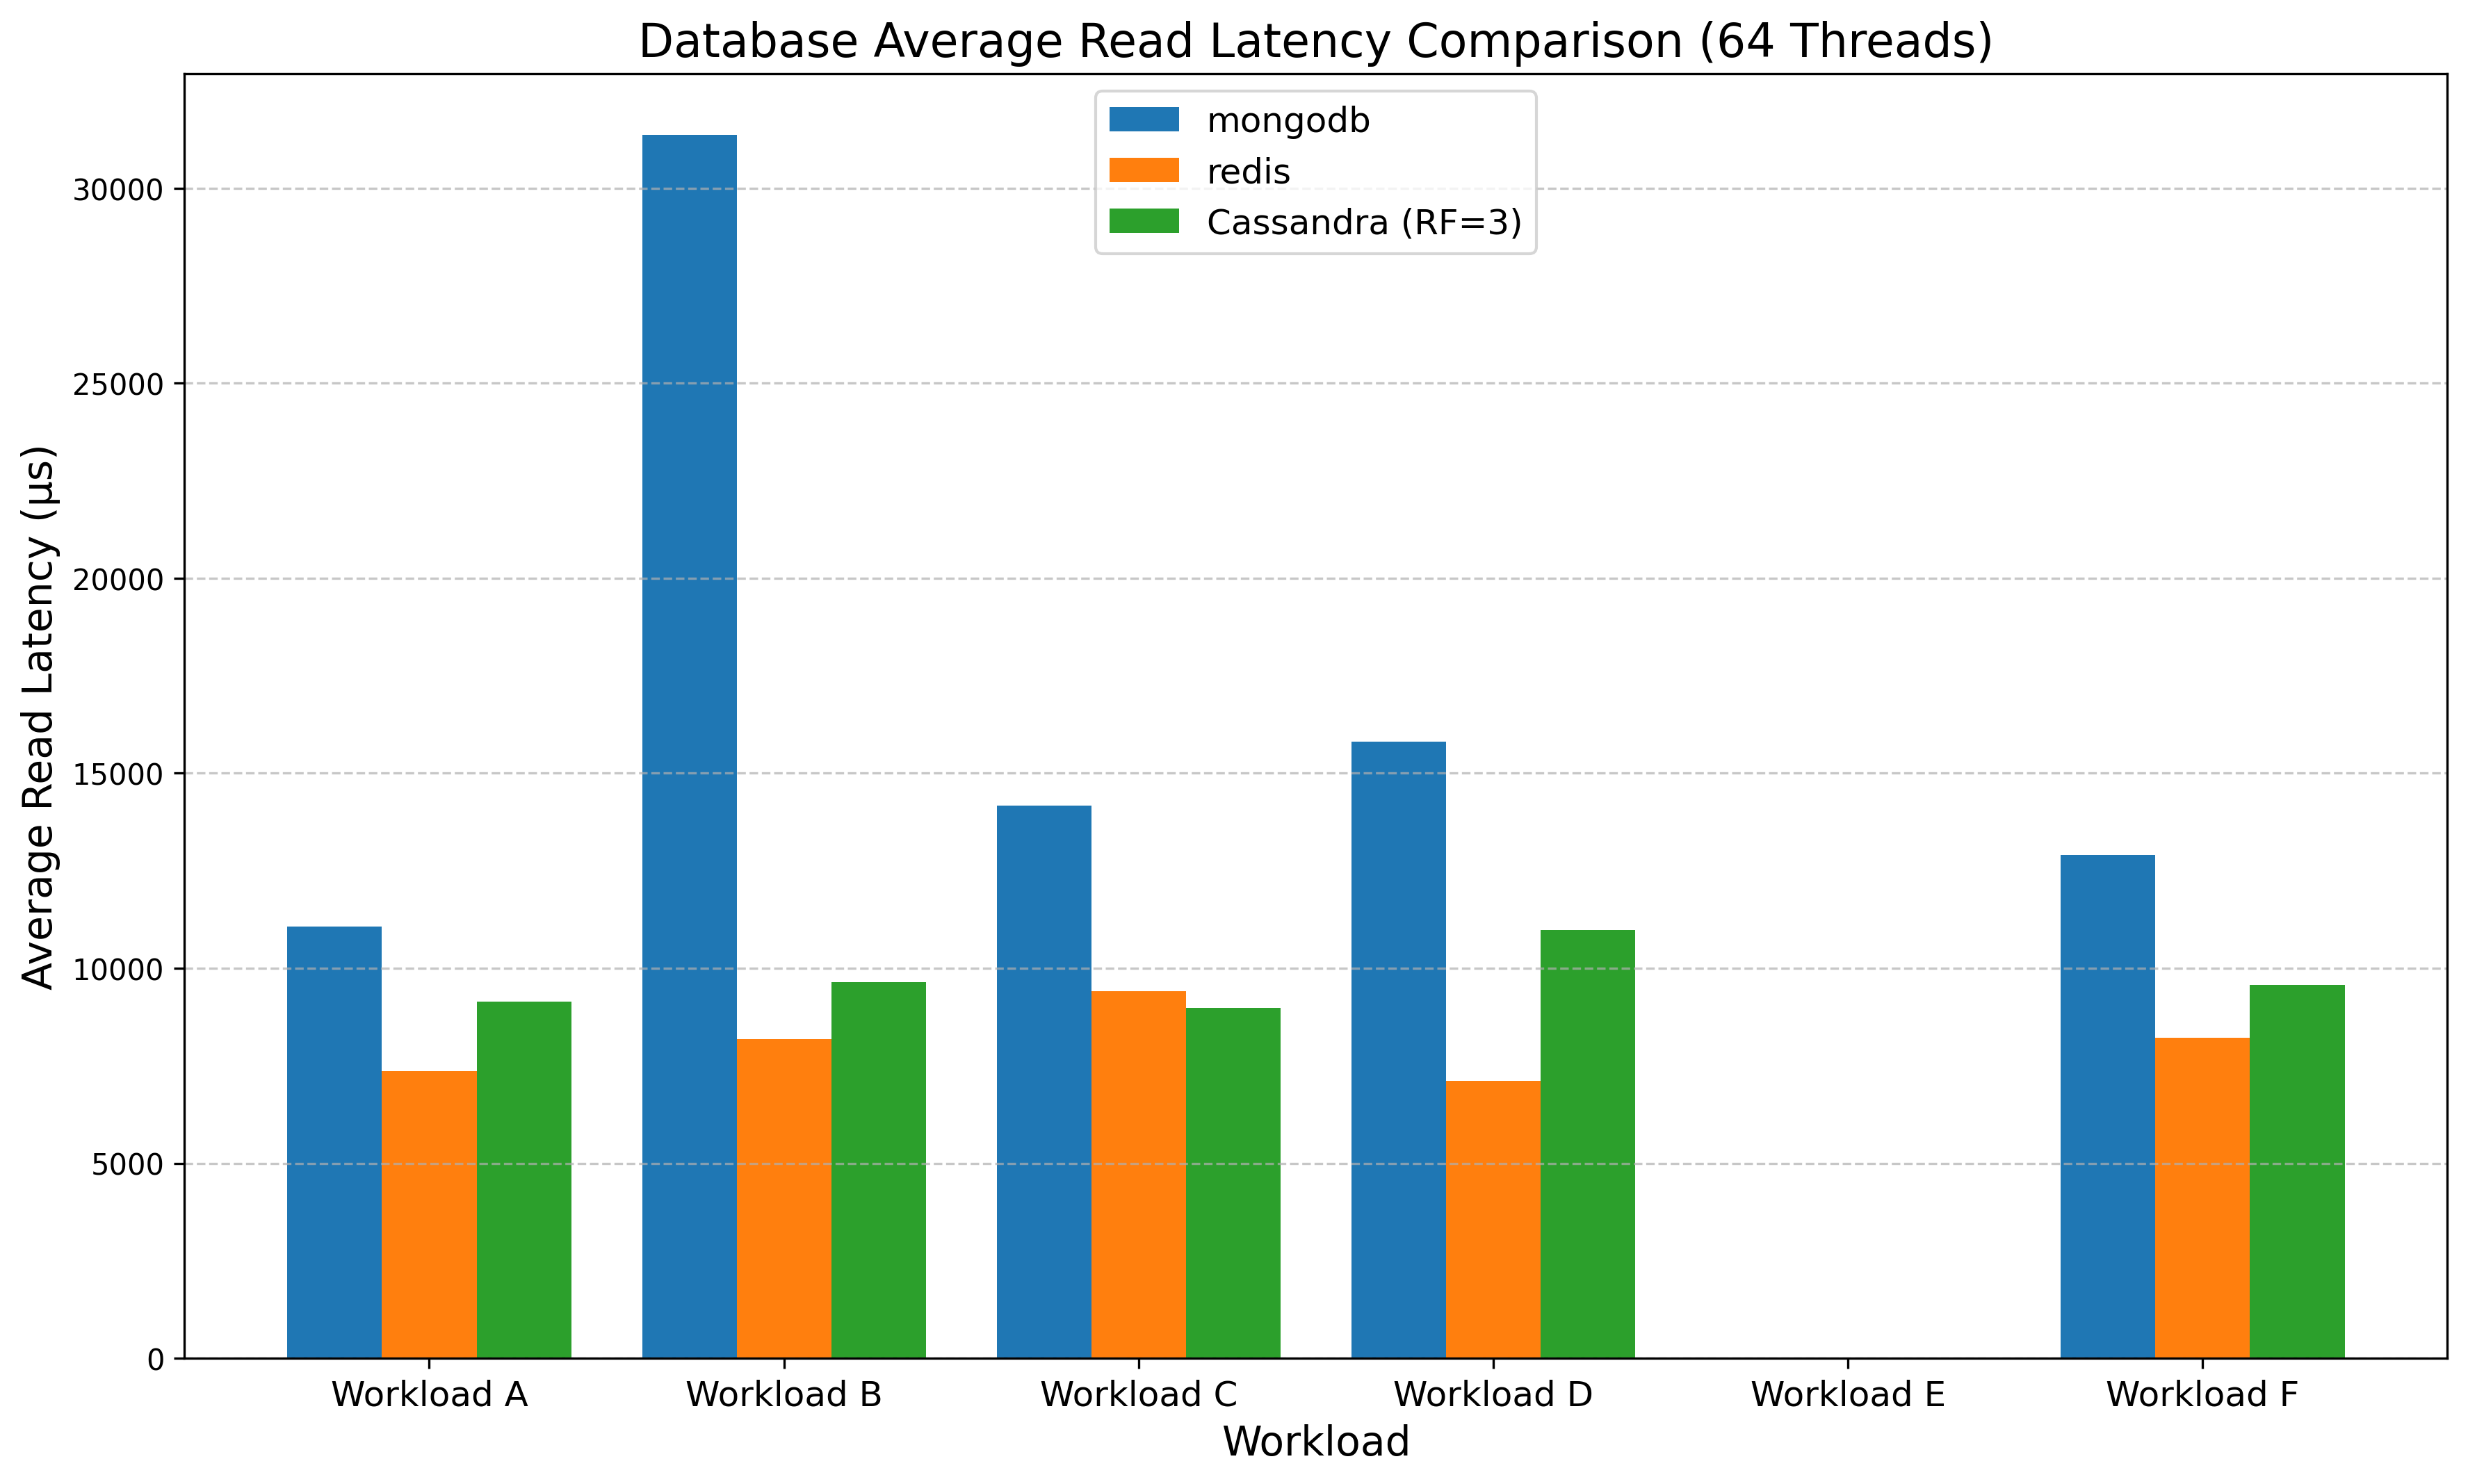 Database Average Read Latency Comparison (64 Threads)
mongodb
redis
Cassandra (RF=3)
Average Read Latency (µs)
30000
25000
20000
15000
10000
5000
0
Workload A
Workload B
Workload C
Workload D
Workload E
Workload F
Workload